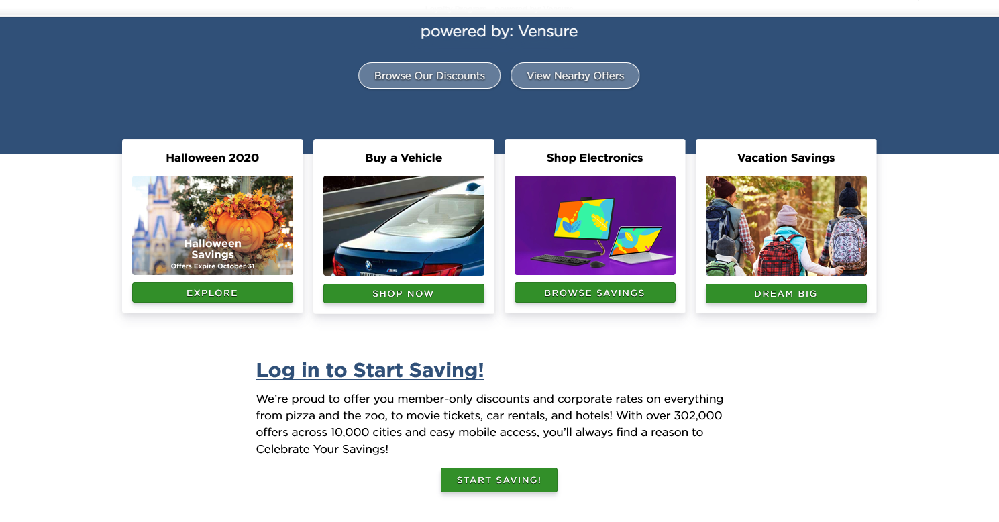 powered by: Vensure
Browse Our Discounts
View Nearby Offers
Halloween 2020
Buy a Vehicle
Shop Electronics
Vacation Savings
Halloween
Savings
Offers Expire October 31
EXPLORE
SHOP NOW
BROWSE SAVINGS
DREAM BIG
Log in to Start Saving!
We’re proud to offer you member-only discounts and corporate rates on everything
from pizza and the zoo, to movie tickets, car rentals, and hotels! With over 302,000
offers across 10,000 cities and easy mobile access, you’ll always find a reason to
Celebrate Your Savings!
START SAVING!